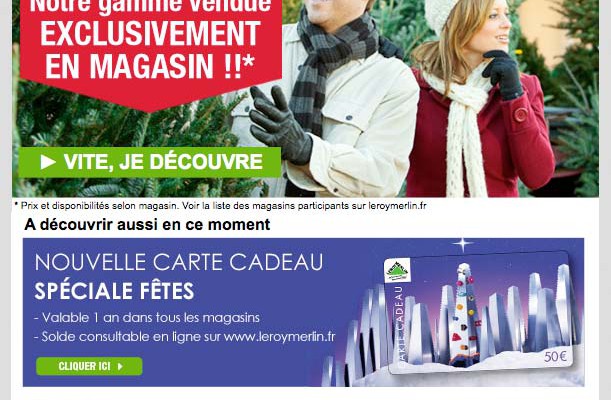 Notre gamme vendue
EXCLUSIVEMENT
EN MAGASIN !!*
► VITE, JE DÉCOUVRE
* Prix et disponibilités selon magasin. Voir la liste des magasins participants sur leroymerlin.fr
A découvrir aussi en ce moment
NOUVELLE CARTE CADEAU
SPÉCIALE FÊTES
- Valable 1 an dans tous les magasins
- Solde consultable en ligne sur www.leroymerlin.fr
CLIQUER ICI
CARTE CADEAU
50€